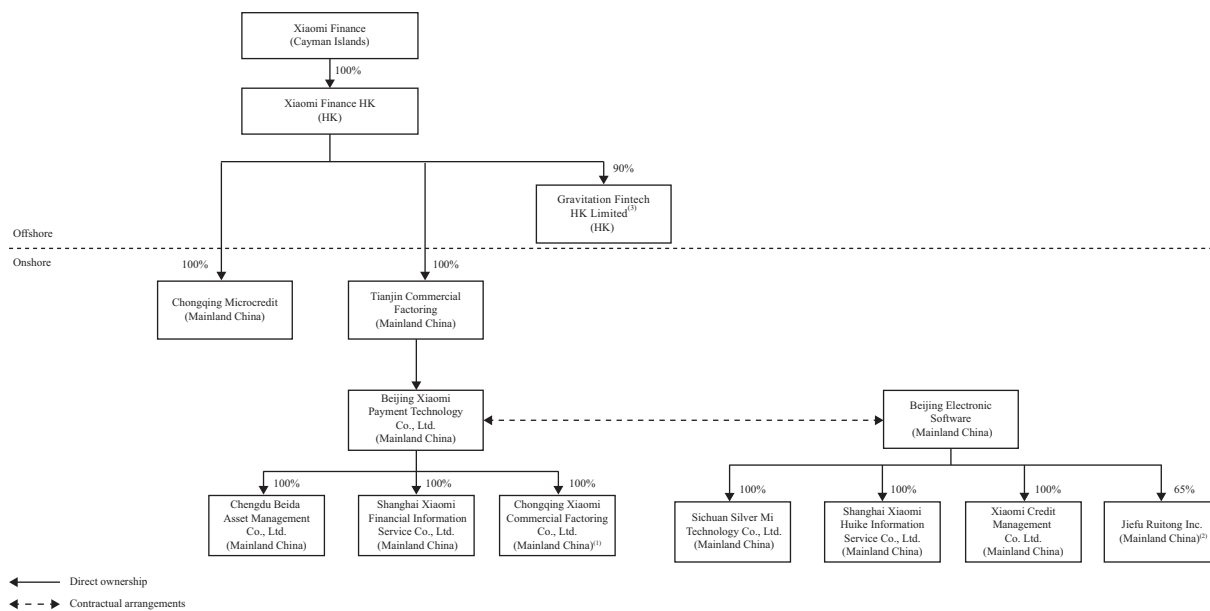 Xiaomi Finance
(Cayman Islands)
100%
Xiaomi Finance HK
(HK)
90%
Gravitation Fintech
HK Limited(3)
(HK)
Offshore
Onshore
100%
100%
Chongqing Microcredit
(Mainland China)
Tianjin Commercial
Factoring
(Mainland China)
Beijing Xiaomi
Payment Technology
Co., Ltd.
(Mainland China)
Beijing Electronic
Software
(Mainland China)
100%
100%
100%
100%
100%
100%
65%
Chengdu Beida
Asset Management
Co., Ltd.
(Mainland China)
Shanghai Xiaomi
Financial Information
Service Co., Ltd.
(Mainland China)
Chongqing Xiaomi
Commercial Factoring
Co., Ltd.
(Mainland China)(1)
Sichuan Silver Mi
Technology Co., Ltd.
(Mainland China)
Shanghai Xiaomi
Huike Information
Service Co., Ltd.
(Mainland China)
Xiaomi Credit
Management
Co. Ltd.
(Mainland China)
Jiefu Ruitong Inc.
(Mainland China)(2)
Direct ownership
Contractual arrangements